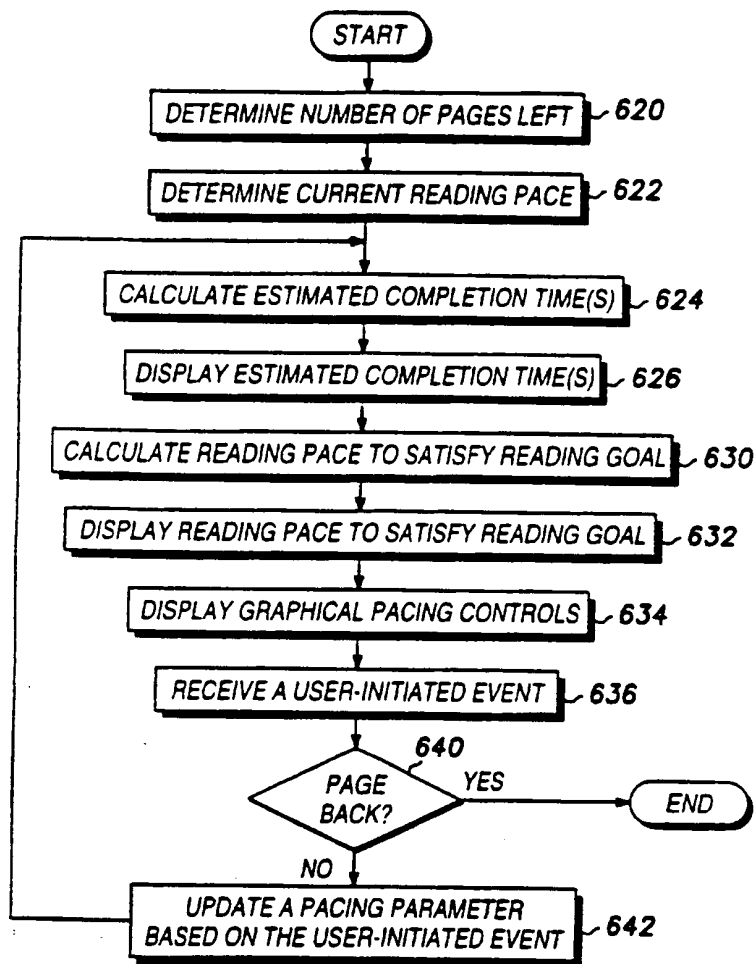 START
DETERMINE NUMBER OF PAGES LEFT 620
DETERMINE CURRENT READING PACE 622
CALCULATE ESTIMATED COMPLETION TIME(S) 624
DISPLAY ESTIMATED COMPLETION TIME(S) 626
CALCULATE READING PACE TO SATISFY READING GOAL 630
DISPLAY READING PACE TO SATISFY READING GOAL 632
DISPLAY GRAPHICAL PACING CONTROLS 634
RECEIVE A USER-INITIATED EVENT 636
640
PAGE
BACK?
YES
END
NO
UPDATE A PACING PARAMETER
BASED ON THE USER-INITIATED EVENT 642